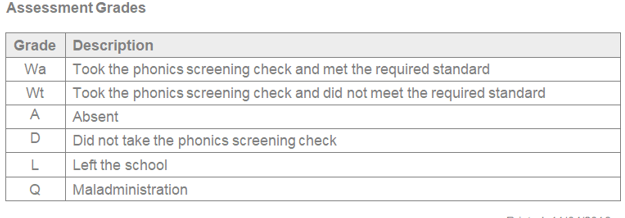 Assessment Grades
Grade Description
Wa Took the phonics screening check and met the required standard
Wt Took the phonics screening check and did not meet the required standard
A Absent
D Did not take the phonics screening check
L Left the school
Q Maladministration